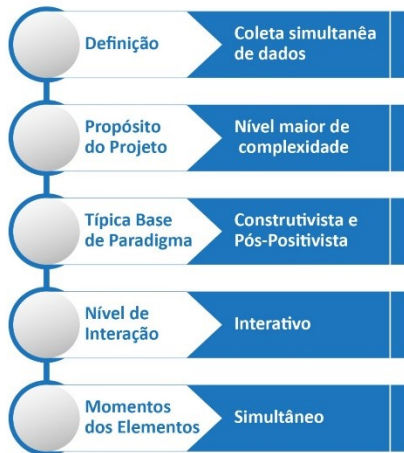 Definição
Coleta simultanêa
de dados
Propósito
do Projeto
Nível maior de
complexidade
Típica Base
de Paradigma
Construtivista e
Pós-Positivista
Nível de
Interação
Interativo
Momentos
dos Elementos
Simultâneo